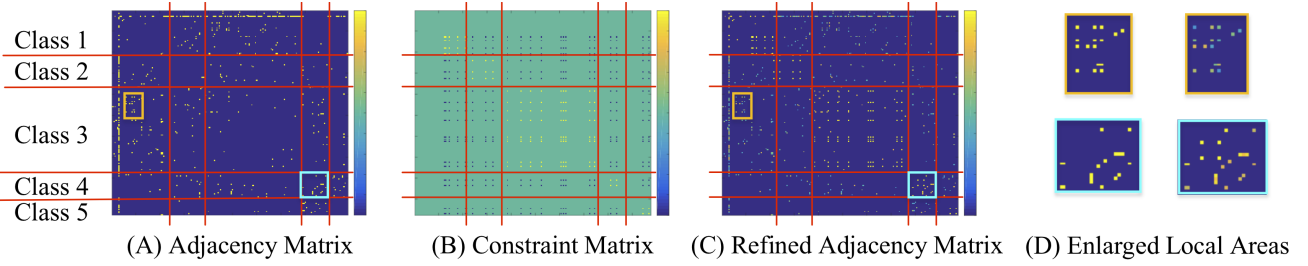 Class 1
Class 2
Class 3
Class 4
Class 5
(A) Adjacency Matrix
(B) Constraint Matrix
(C) Refined Adjacency Matrix
(D) Enlarged Local Areas